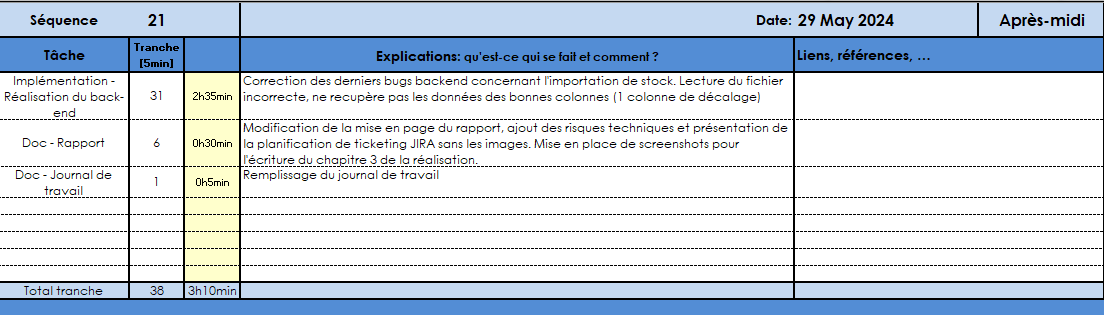 Séquence 21 Date: 29 May 2024 Après-midi
Tâche Tranche [5min] Explications: qu'est-ce qui se fait et comment ? Liens, références, ...
Implémentation -
Réalisation du back-
end
31
2h35min
Correction des derniers bugs backend concernant l'importation de stock. Lecture du fichier
incorrecte, ne recupère pas les données des bonnes colonnes (1 colonne de décalage)
Doc - Rapport
6
0h30min
Modification de la mise en page du rapport, ajout des risques techniques et présentation de
la planification de ticketing JIRA sans les images. Mise en place de screenshots pour
l'écriture du chapitre 3 de la réalisation.
Doc - Journal de
travail
1
0h5min
Remplissage du journal de travail
Total tranche 38 3h10min